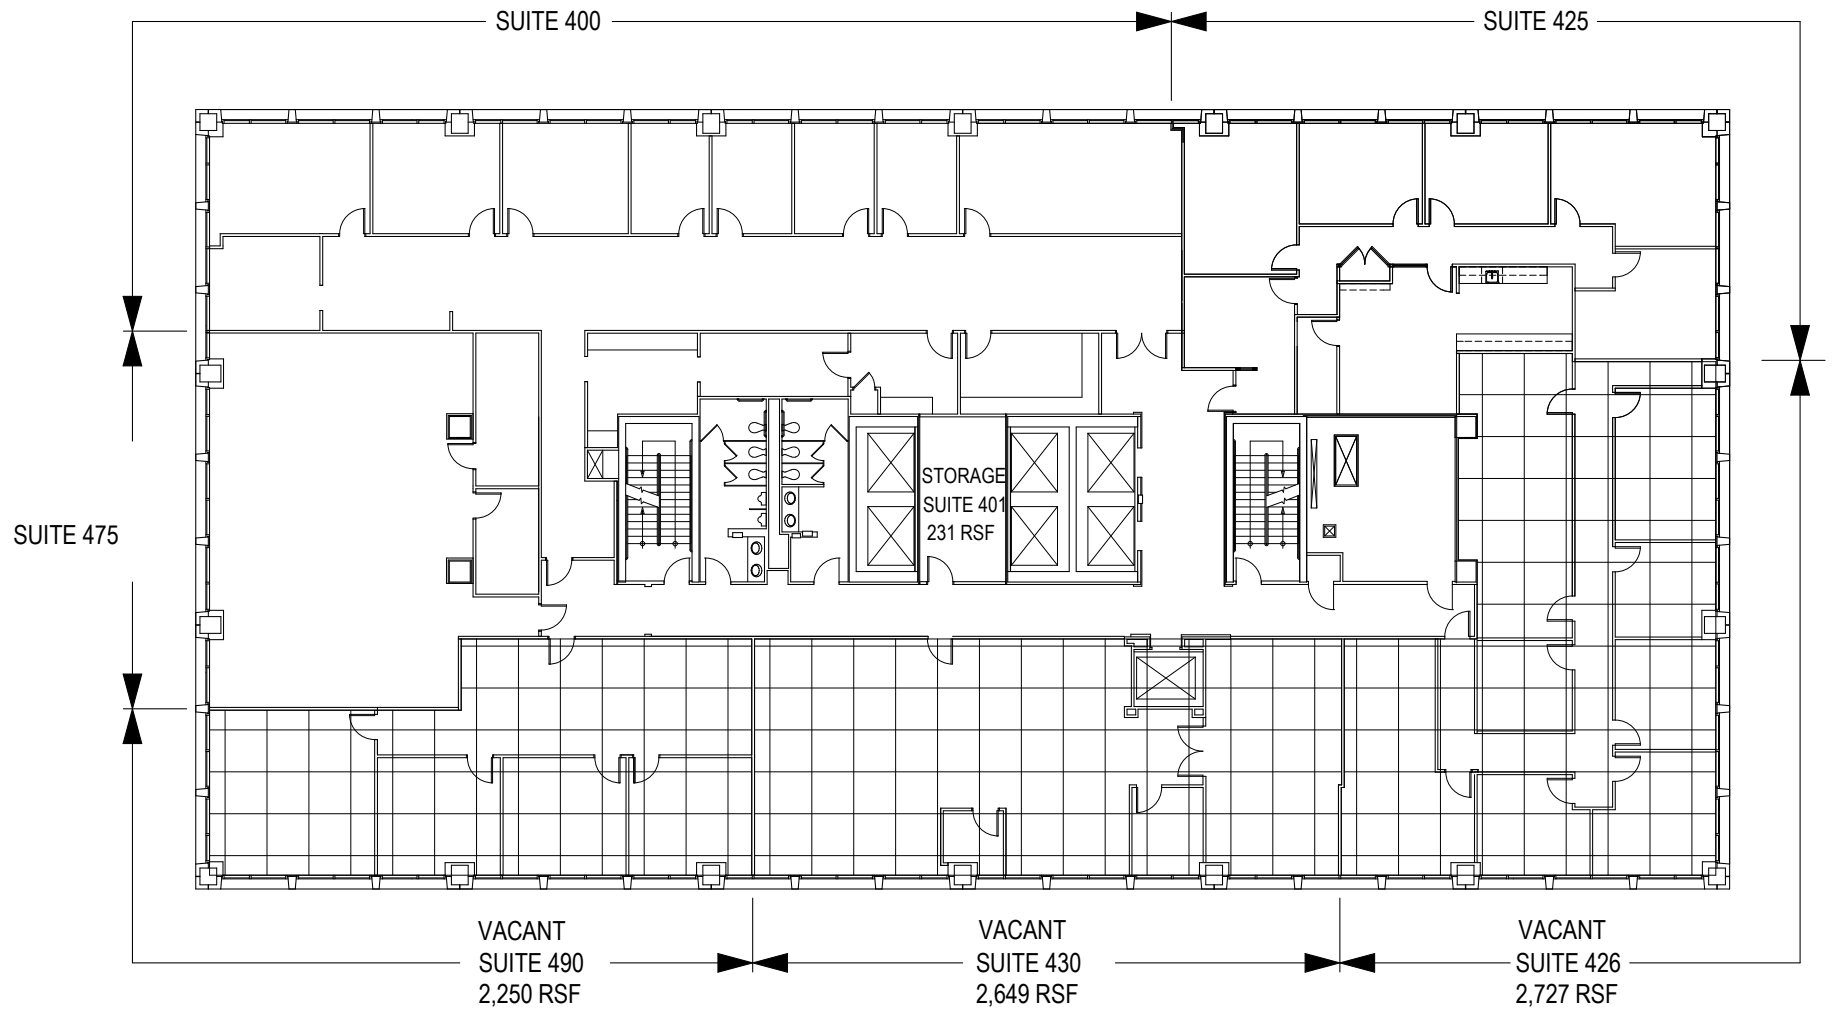 SUITE 400
SUITE 425
STORAGE
SUITE 401
231 RSF
SUITE 475
VACANT
SUITE 490
2,250 RSF
VACANT
SUITE 430
2,649 RSF
VACANT
SUITE 426
2,727 RSF